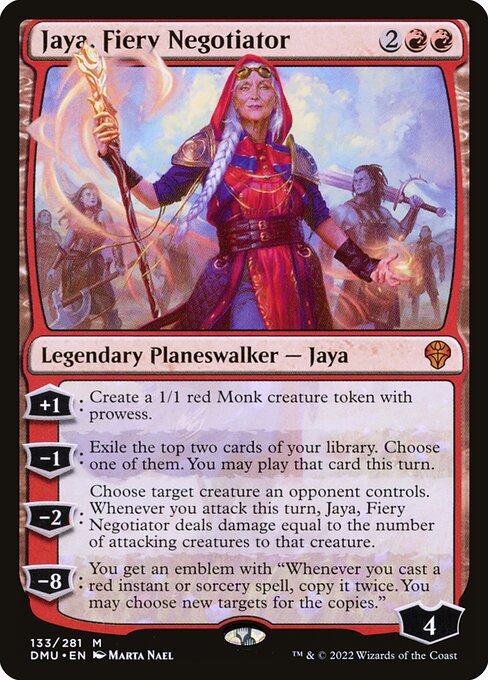 Jaya, Fiery Negotiator 2
Legendary Planeswalker — Jaya
+1 : Create a 1/1 red Monk creature token with
prowess.
−1 : Exile the top two cards of your library. Choose
one of them. You may play that card this turn.
Choose target creature an opponent controls.
Whenever you attack this turn, Jaya, Fiery
−2 : Negotiator deals damage equal to the number
of attacking creatures to that creature.
You get an emblem with “Whenever you cast a
−8 : red instant or sorcery spell, copy it twice. You
may choose new targets for the copies.”
4
133/281 M
DMU • EN Marta Nael
™ & © 2022 Wizards of the Coast